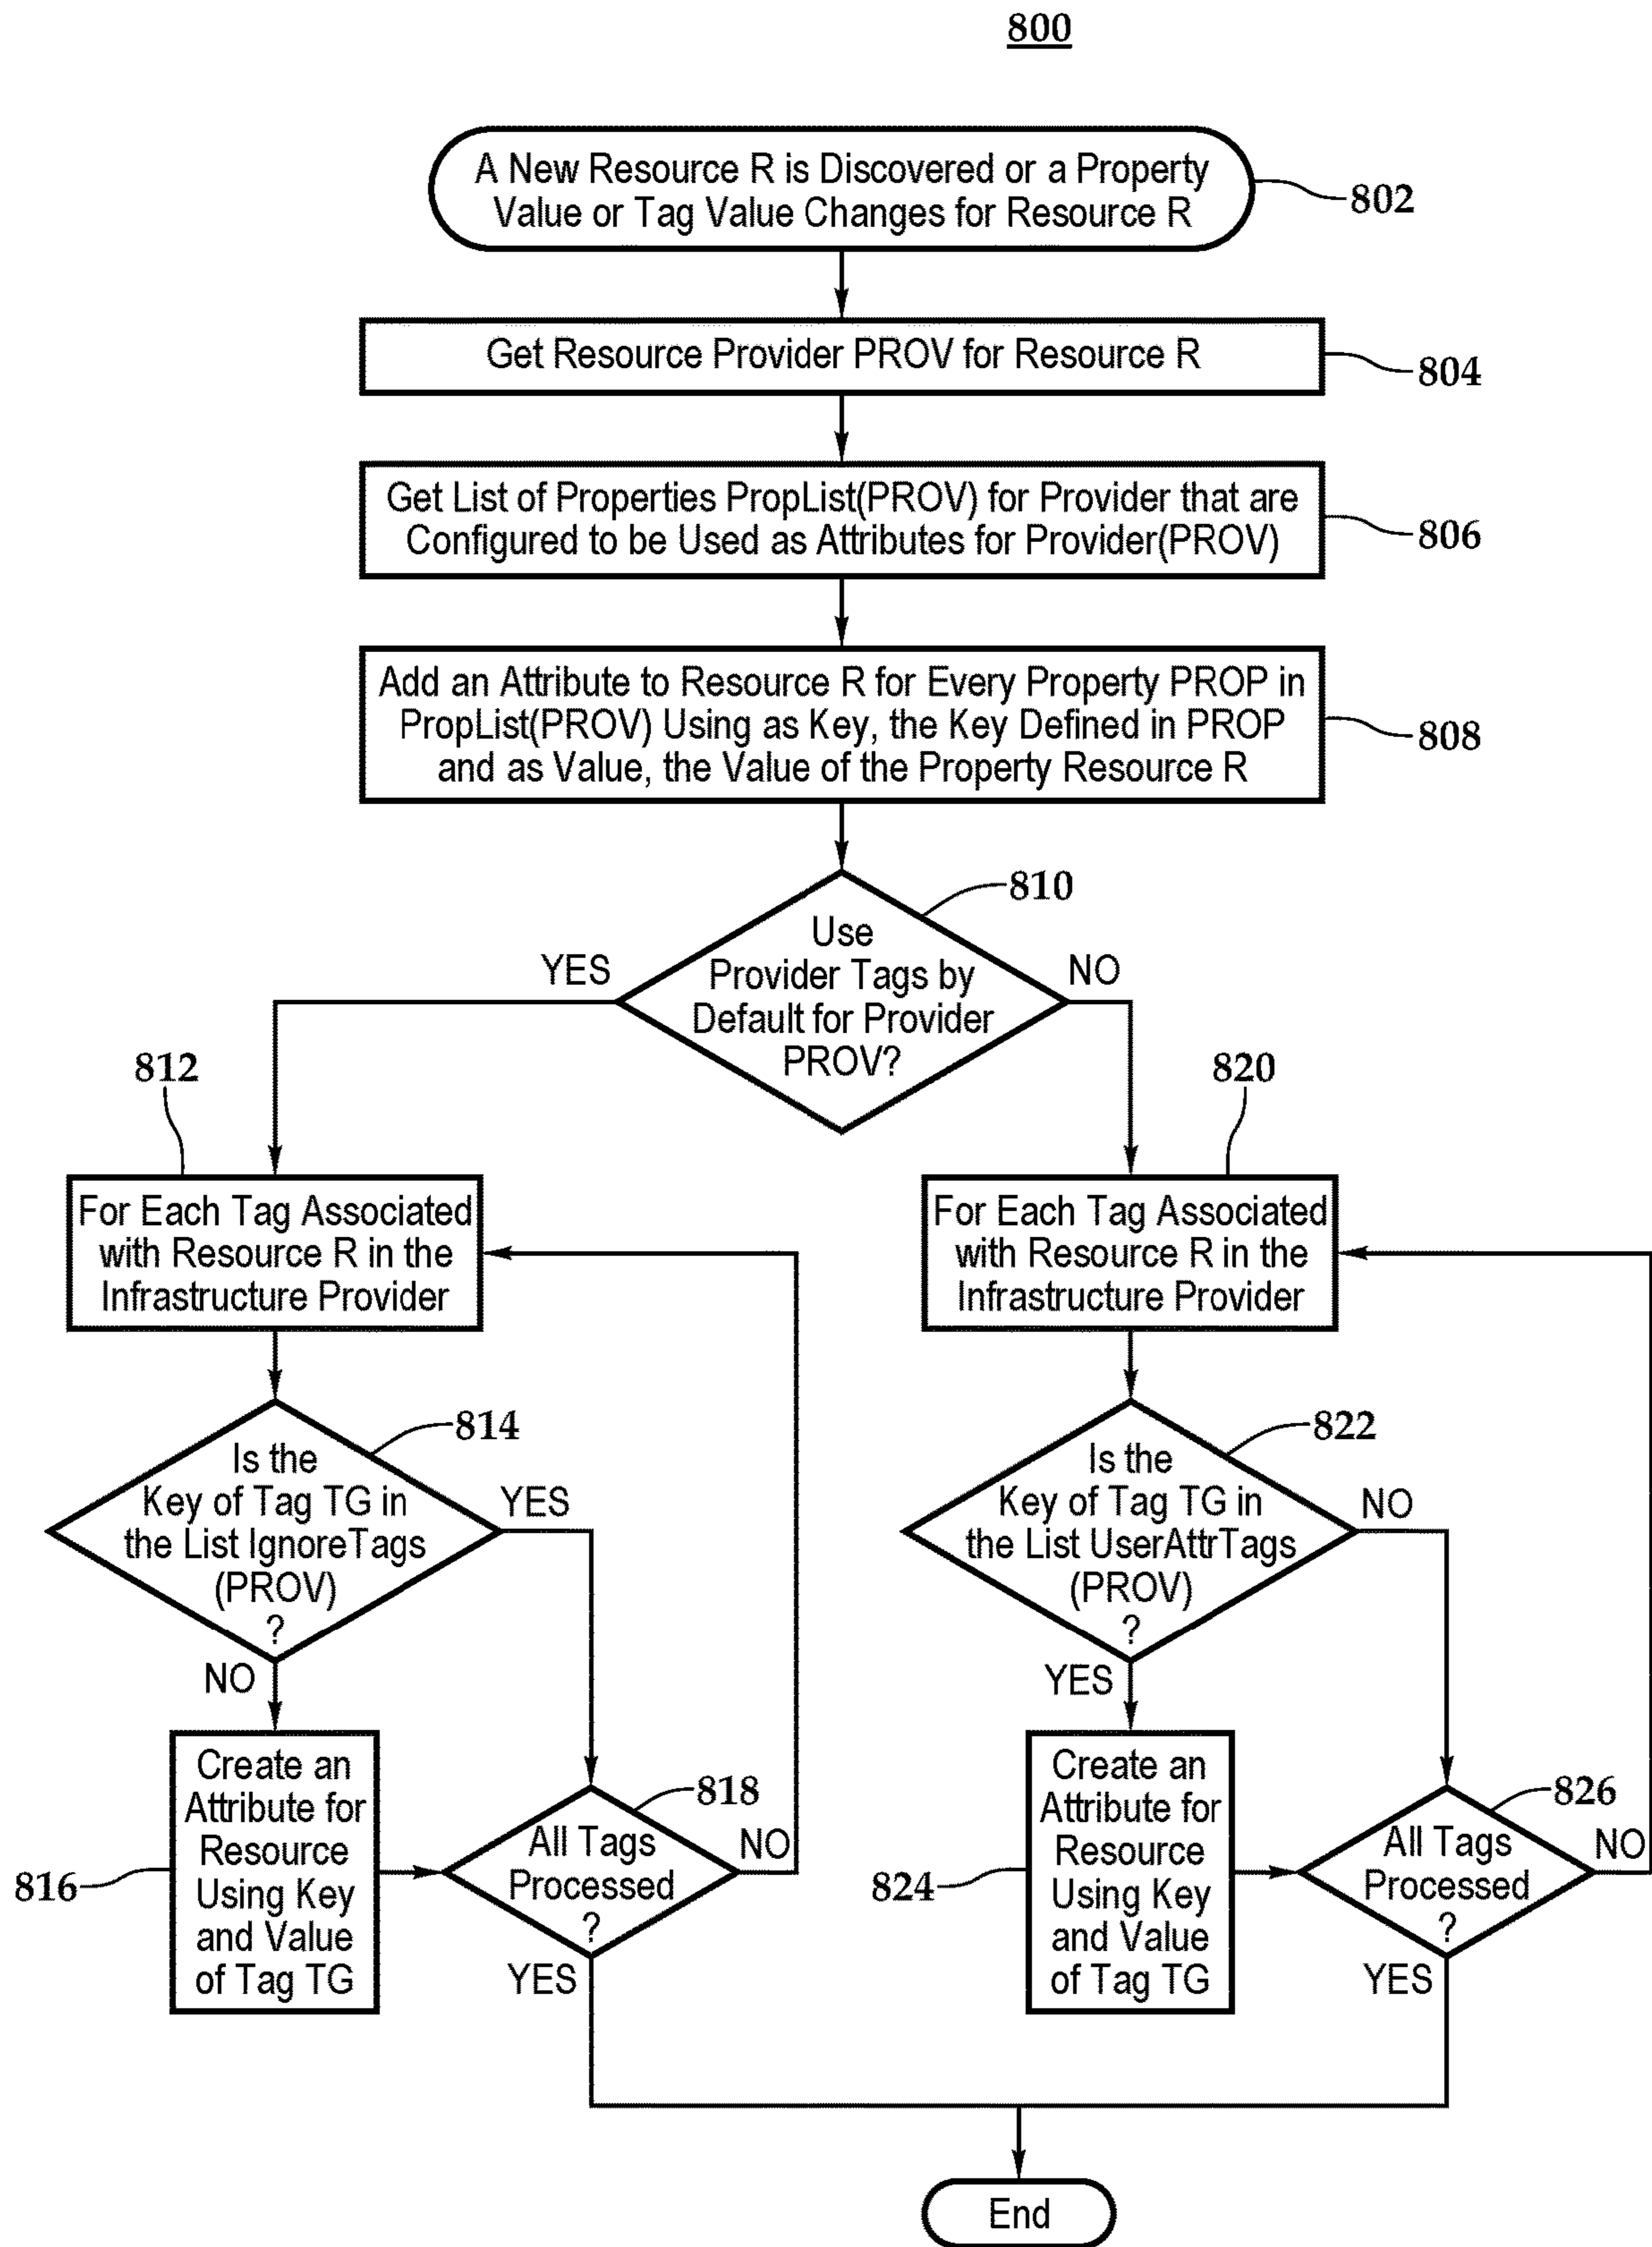 800
A New Resource R is Discovered or a Property
Value or Tag Value Changes for Resource R
802
Get Resource Provider PROV for Resource R
804
Get List of Properties PropList(PROV) for Provider that are
Configured to be Used as Attributes for Provider(PROV)
806
Add an Attribute to Resource R for Every Property PROP in
PropList(PROV) Using as Key, the Key Defined in PROP
and as Value, the Value of the Property Resource R
808
810
Use
Provider Tags by
Default for Provider
PROV?
YES
NO
812
For Each Tag Associated
with Resource R in the
Infrastructure Provider
814
Is the
Key of Tag TG in
the List IgnoreTags
(PROV)
?
YES
NO
816
Create an
Attribute for
Resource
Using Key
and Value
of Tag TG
818
All Tags
Processed
?
NO
YES
820
For Each Tag Associated
with Resource R in the
Infrastructure Provider
822
Is the
Key of Tag TG in
the List UserAttrTags
(PROV)
?
NO
YES
824
Create an
Attribute for
Resource
Using Key
and Value
of Tag TG
826
All Tags
Processed
?
NO
YES
End